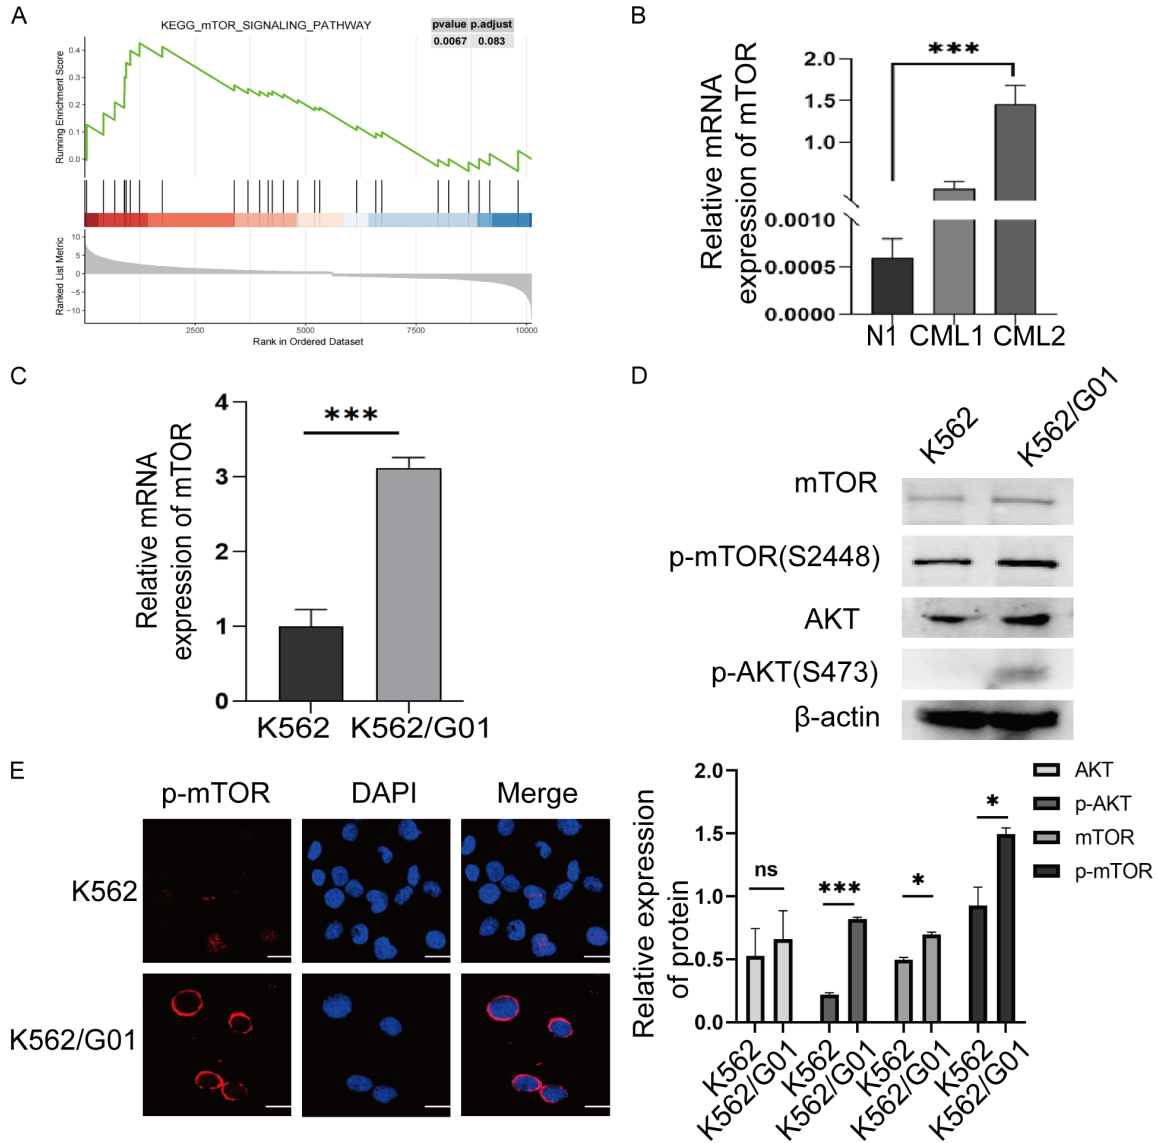 A
KEGG_mTOR_SIGNALING_PATHWAY
pvalue p.adjust
0.0067 0.083
Running Enrichment Score
0.4
0.3
0.2
0.1
0.0
Ranked List Metric
10
5
0
−5
−10
2500 5000 7500 10000
Rank in Ordered Dataset
B
Relative mRNA
expression of mTOR
***
2.0
1.5
1.0
0.0010
0.0005
0.0000
N1 CML1 CML2
C
Relative mRNA
expression of mTOR
***
4
3
2
1
0
K562 K562/G01
D
K562 K562/G01
mTOR
p-mTOR(S2448)
AKT
p-AKT(S473)
β-actin
E
p-mTOR DAPI Merge
K562
K562/G01
Relative expression
of protein
2.0
1.5
1.0
0.5
0.0
ns *** * *
K562 K562/G01 K562 K562/G01 K562 K562/G01 K562 K562/G01
AKT
p-AKT
mTOR
p-mTOR